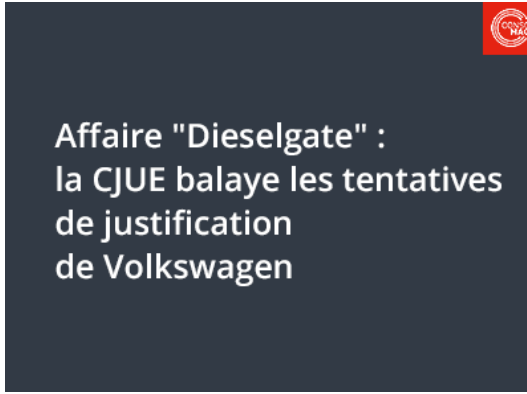 Affaire "Dieselgate" :
la CJUE balaye les tentatives
de justification
de Volkswagen